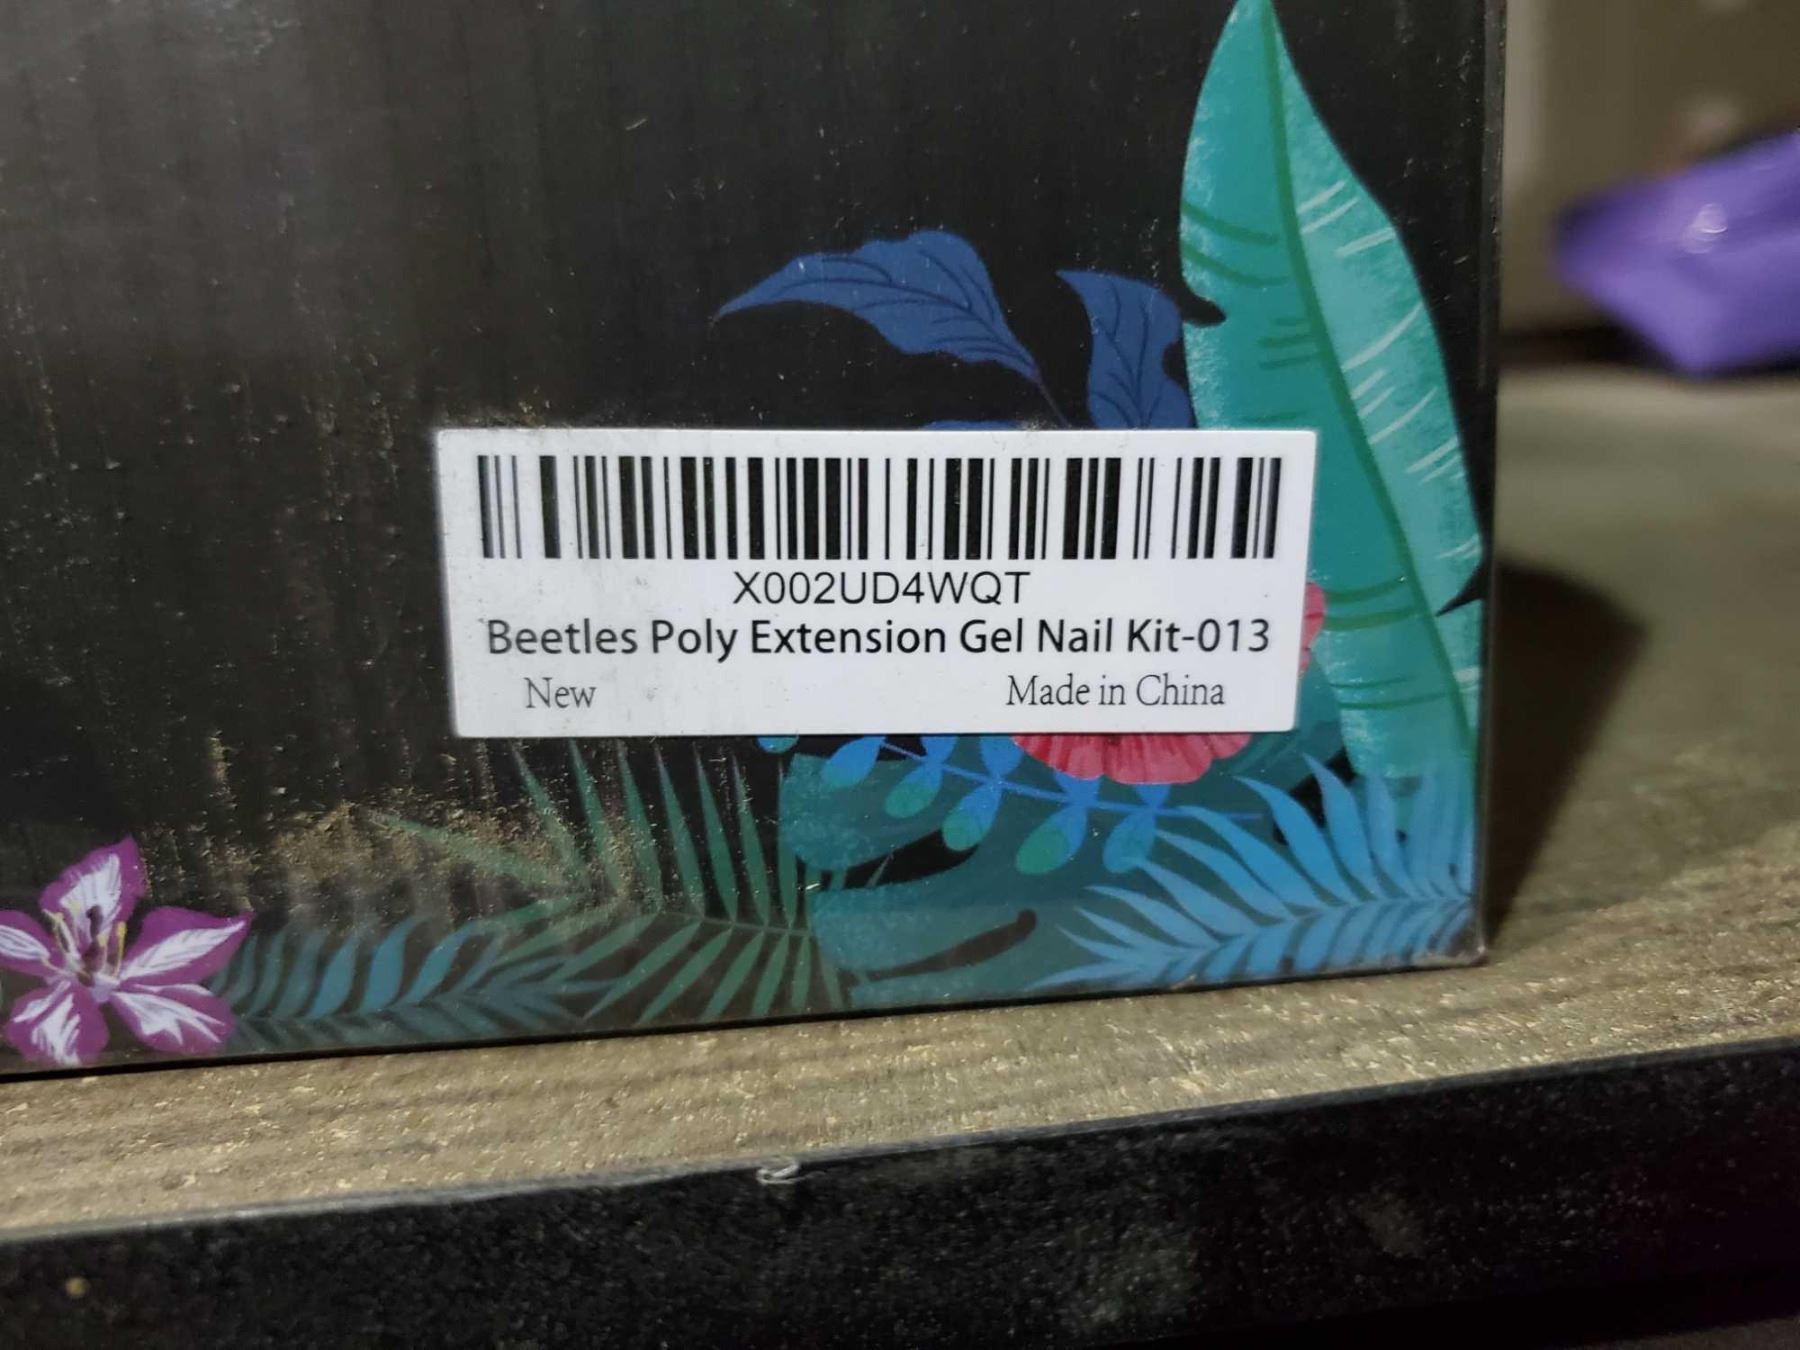 X002UD4WQT
Beetles Poly Extension Gel Nail Kit-013
New Made in China